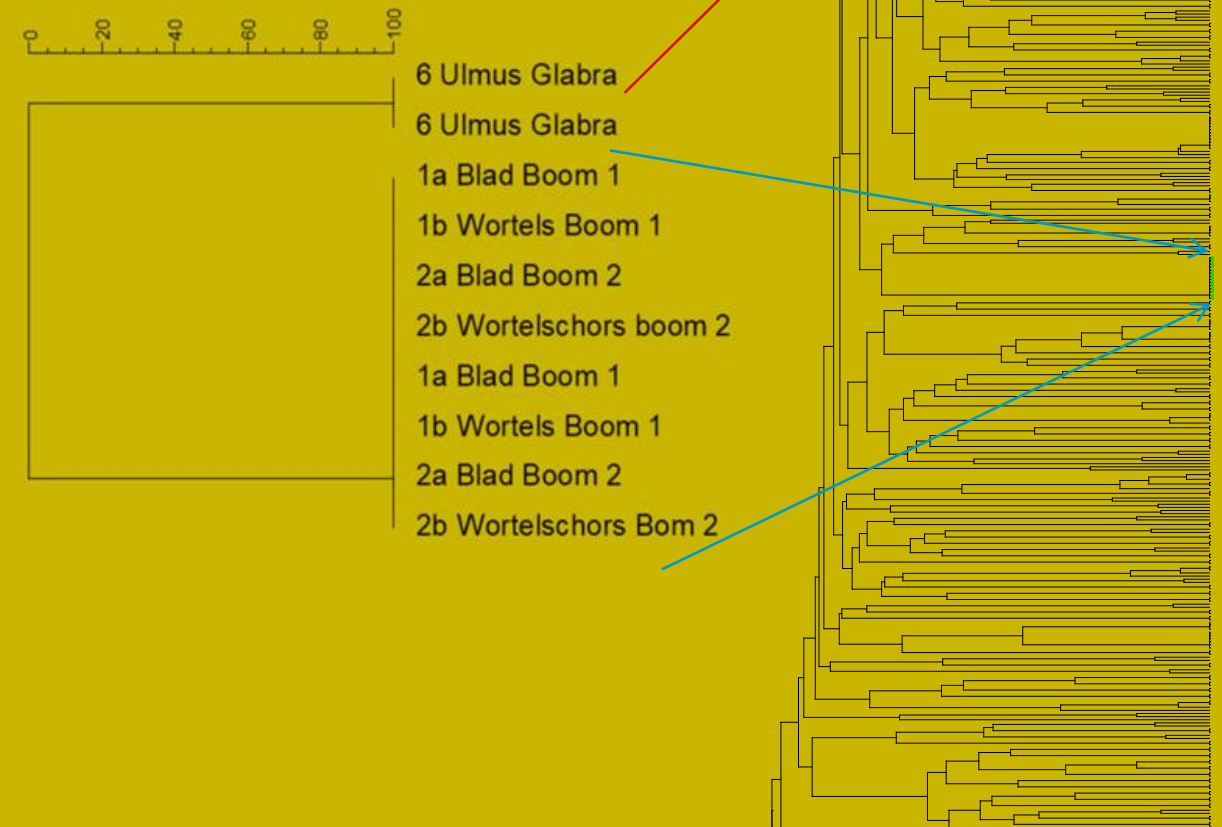 0 20 40 60 80 100
6 Ulmus Glabra
6 Ulmus Glabra
1a Blad Boom 1
1b Wortels Boom 1
2a Blad Boom 2
2b Wortelschors boom 2
1a Blad Boom 1
1b Wortels Boom 1
2a Blad Boom 2
2b Wortelschors Bom 2